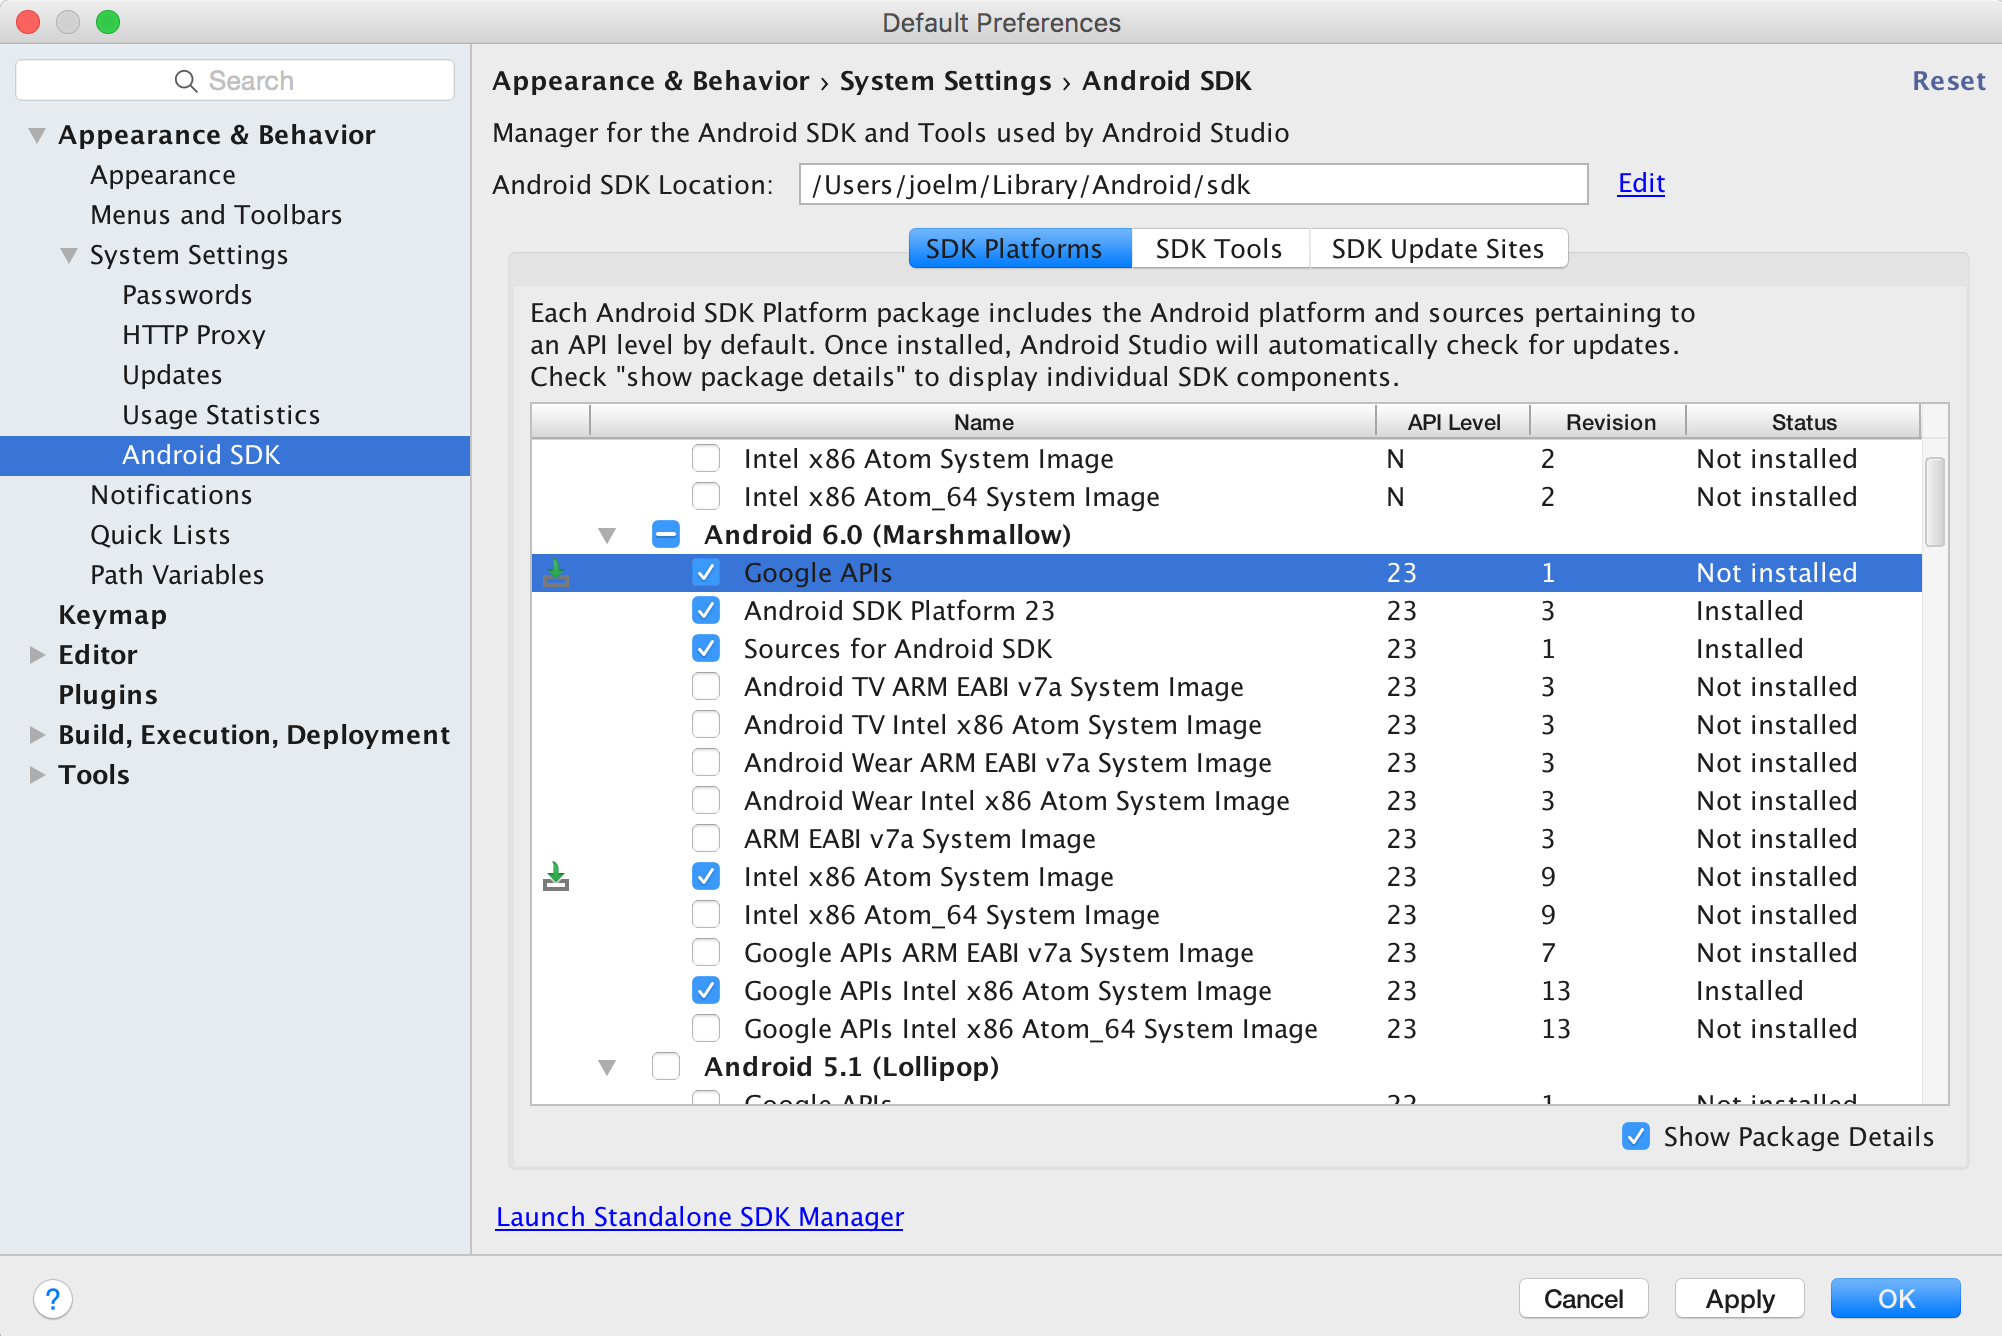 Default Preferences
Search
Appearance & Behavior
Appearance
Menus and Toolbars
System Settings
Passwords
HTTP Proxy
Updates
Usage Statistics
Android SDK
Notifications
Quick Lists
Path Variables
Keymap
Editor
Plugins
Build, Execution, Deployment
Tools
Appearance & Behavior › System Settings › Android SDK
Reset
Manager for the Android SDK and Tools used by Android Studio
Android SDK Location: /Users/joelm/Library/Android/sdk Edit
SDK Platforms SDK Tools SDK Update Sites
Each Android SDK Platform package includes the Android platform and sources pertaining to
an API level by default. Once installed, Android Studio will automatically check for updates.
Check "show package details" to display individual SDK components.
Name API Level Revision Status
Intel x86 Atom System Image N 2 Not installed
Intel x86 Atom_64 System Image N 2 Not installed
Android 6.0 (Marshmallow)
Google APIs 23 1 Not installed
Android SDK Platform 23 23 3 Installed
Sources for Android SDK 23 1 Installed
Android TV ARM EABI v7a System Image 23 3 Not installed
Android TV Intel x86 Atom System Image 23 3 Not installed
Android Wear ARM EABI v7a System Image 23 3 Not installed
Android Wear Intel x86 Atom System Image 23 3 Not installed
ARM EABI v7a System Image 23 3 Not installed
Intel x86 Atom System Image 23 9 Not installed
Intel x86 Atom_64 System Image 23 9 Not installed
Google APIs ARM EABI v7a System Image 23 7 Not installed
Google APIs Intel x86 Atom System Image 23 13 Installed
Google APIs Intel x86 Atom_64 System Image 23 13 Not installed
Android 5.1 (Lollipop)
Google APIs 22 1 Not installed
Show Package Details
Launch Standalone SDK Manager
?
Cancel Apply OK